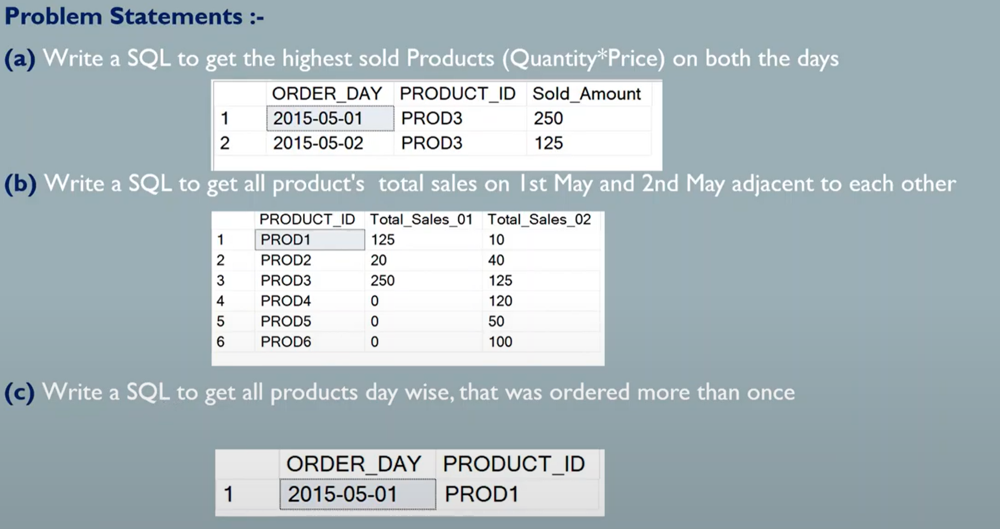 Problem Statements :-
(a) Write a SQL to get the highest sold Products (Quantity*Price) on both the days
ORDER_DAY PRODUCT_ID Sold_Amount
1 2015-05-01 PROD3 250
2 2015-05-02 PROD3 125
(b) Write a SQL to get all product's total sales on 1st May and 2nd May adjacent to each other
PRODUCT_ID Total_Sales_01 Total_Sales_02
1 PROD1 125 10
2 PROD2 20 40
3 PROD3 250 125
4 PROD4 0 120
5 PROD5 0 50
6 PROD6 0 100
(c) Write a SQL to get all products day wise, that was ordered more than once
ORDER_DAY PRODUCT_ID
1 2015-05-01 PROD1